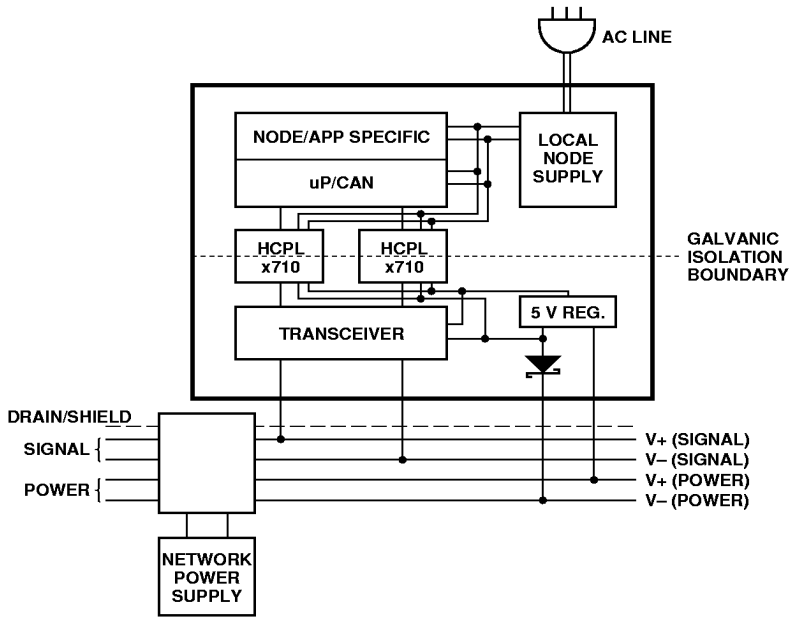 AC LINE
NODE/APP SPECIFIC
uP/CAN
LOCAL
NODE
SUPPLY
HCPL
x710
HCPL
x710
GALVANIC
ISOLATION
BOUNDARY
5 V REG.
TRANSCEIVER
DRAIN/SHIELD
SIGNAL
POWER
V+ (SIGNAL)
V– (SIGNAL)
V+ (POWER)
V– (POWER)
NETWORK
POWER
SUPPLY